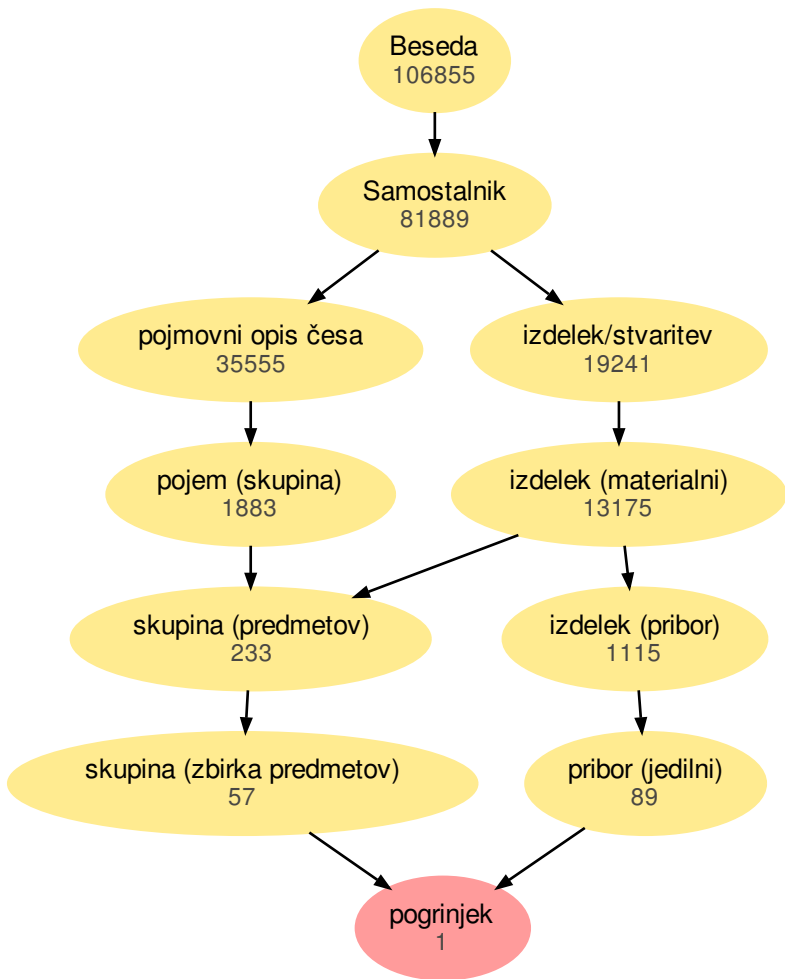 Beseda
106855
Samostalnik
81889
pojmovni opis česa
35555
izdelek/stvaritev
19241
pojem (skupina)
1883
izdelek (materialni)
13175
skupina (predmetov)
233
izdelek (pribor)
1115
skupina (zbirka predmetov)
57
pribor (jedilni)
89
pogrinjek
1